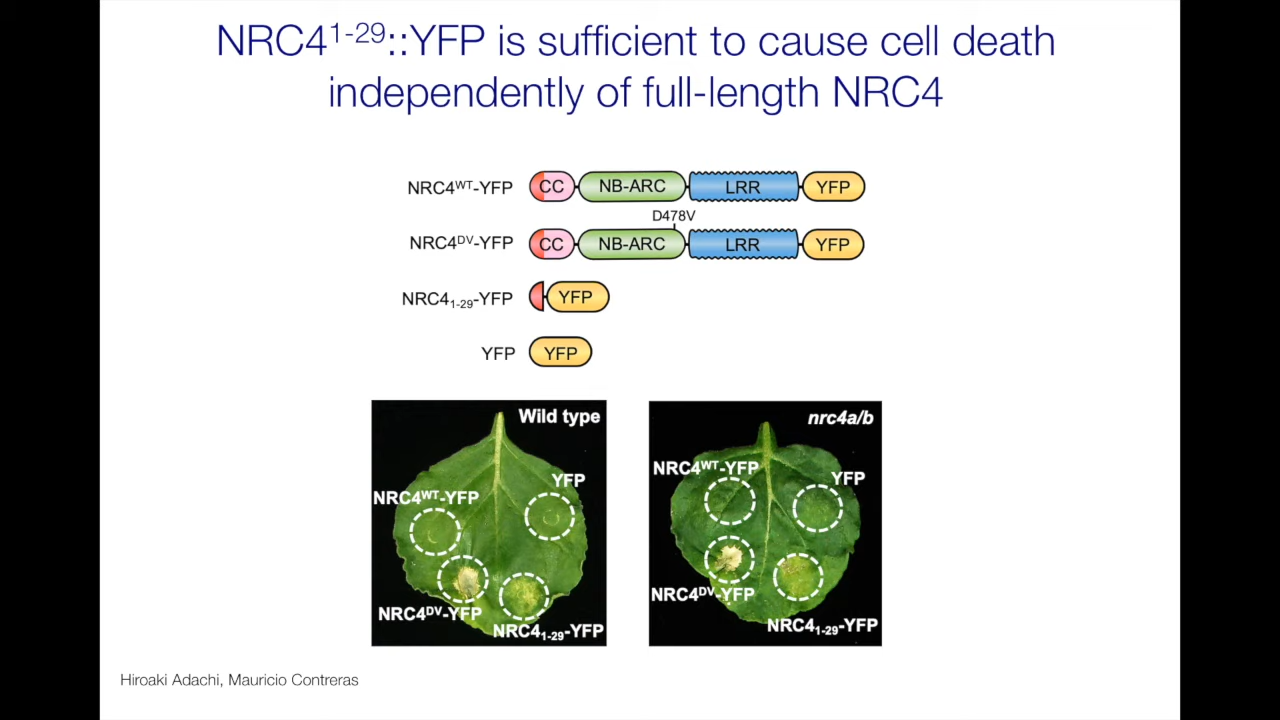 NRC4¹⁻²⁹::YFP is sufficient to cause cell death
independently of full-length NRC4
NRC4ᵂᵀ-YFP CC NB-ARC LRR YFP
D478V
NRC4ᴰⱽ-YFP CC NB-ARC LRR YFP
NRC4₁₋₂₉-YFP YFP
YFP YFP
Wild type
YFP
NRC4ᵂᵀ-YFP
NRC4ᴰⱽ-YFP
NRC4₁₋₂₉-YFP
nrc4a/b
NRC4ᵂᵀ-YFP
YFP
NRC4ᴰⱽ-YFP
NRC4₁₋₂₉-YFP
Hiroaki Adachi, Mauricio Contreras